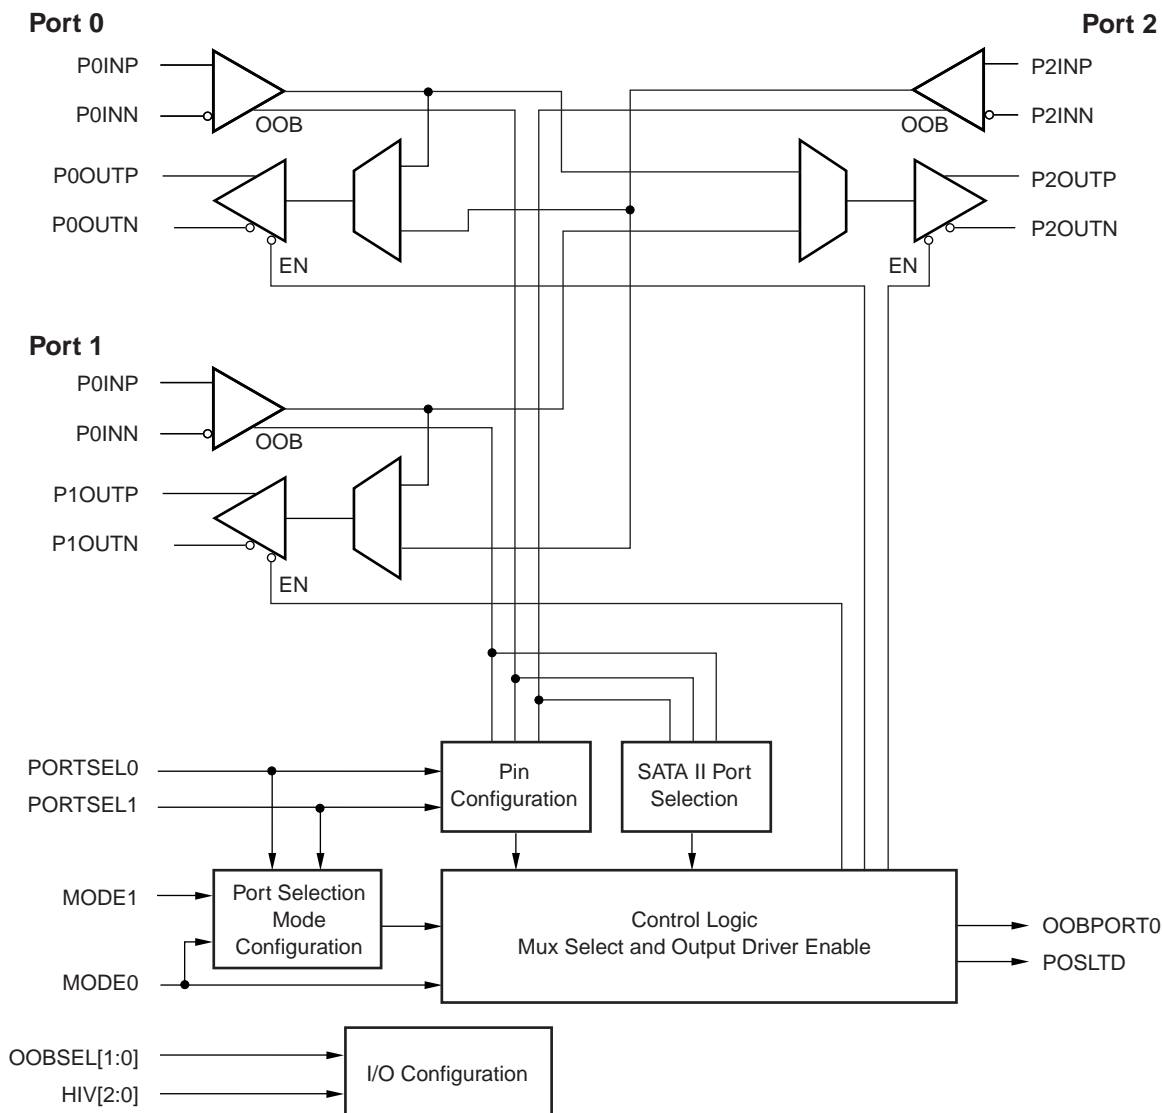 Port 0
Port 2
P0INP
P2INP
P0INN
OOB
OOB
P2INN
P0OUTP
P2OUTP
P0OUTN
P2OUTN
EN
EN
Port 1
P0INP
P0INN
OOB
P1OUTP
P1OUTN
EN
PORTSEL0
PORTSEL1
Pin
Configuration
SATA II Port
Selection
MODE1
MODE0
Port Selection
Mode
Configuration
Control Logic
Mux Select and Output Driver Enable
OOBPORT0
POSLTD
OOBSEL[1:0]
HIV[2:0]
I/O Configuration